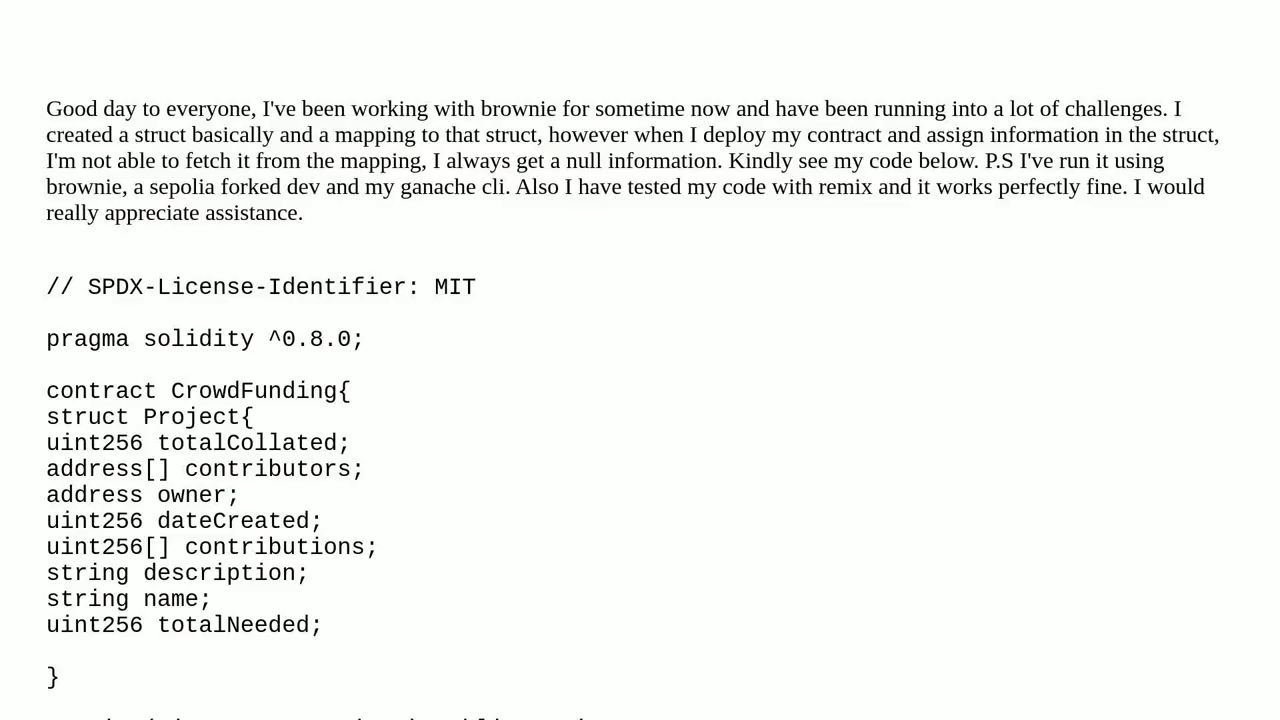 Good day to everyone, I've been working with brownie for sometime now and have been running into a lot of challenges. I
created a struct basically and a mapping to that struct, however when I deploy my contract and assign information in the struct,
I'm not able to fetch it from the mapping, I always get a null information. Kindly see my code below. P.S I've run it using
brownie, a sepolia forked dev and my ganache cli. Also I have tested my code with remix and it works perfectly fine. I would
really appreciate assistance.
// SPDX-License-Identifier: MIT
pragma solidity ^0.8.0;
contract CrowdFunding{
struct Project{
uint256 totalCollated;
address[] contributors;
address owner;
uint256 dateCreated;
uint256[] contributions;
string description;
string name;
uint256 totalNeeded;
}